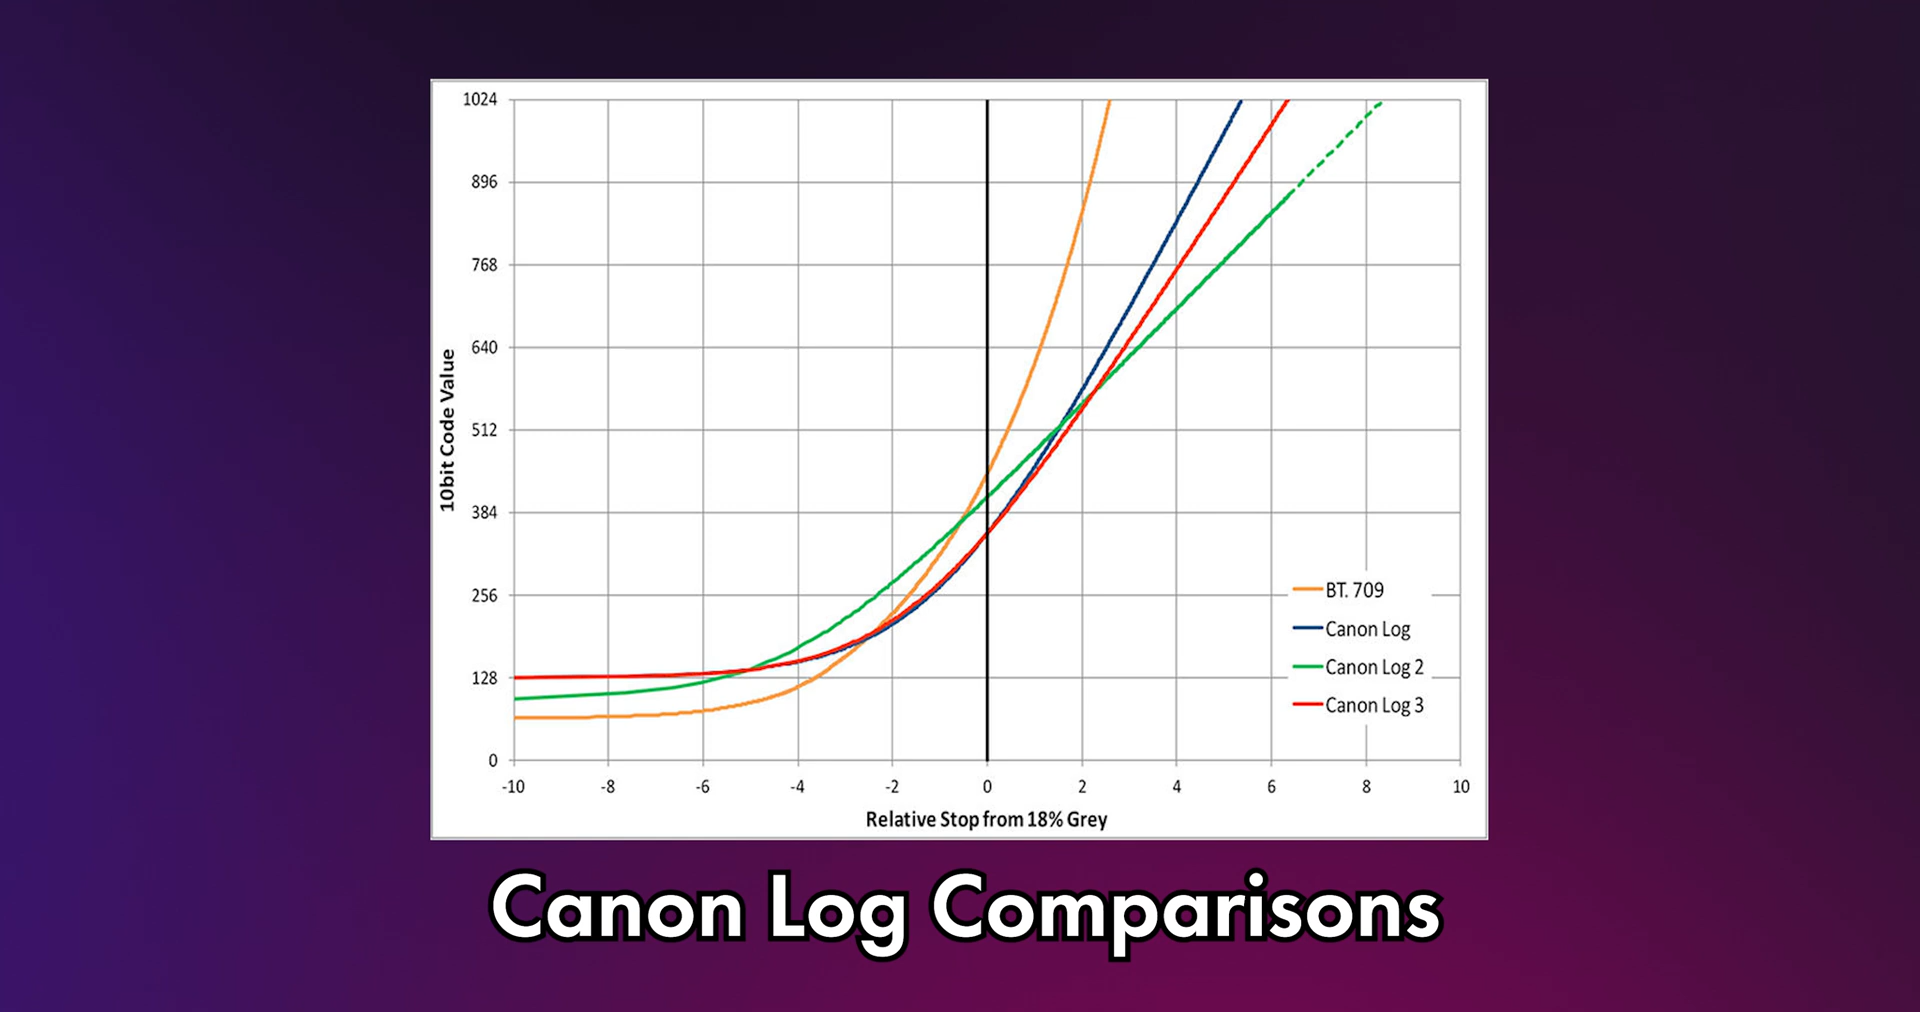 1024
896
768
640
512
384
256
128
0
10bit Code Value
-10 -8 -6 -4 -2 0 2 4 6 8 10
Relative Stop from 18% Grey
BT. 709
Canon Log
Canon Log 2
Canon Log 3
Canon Log Comparisons